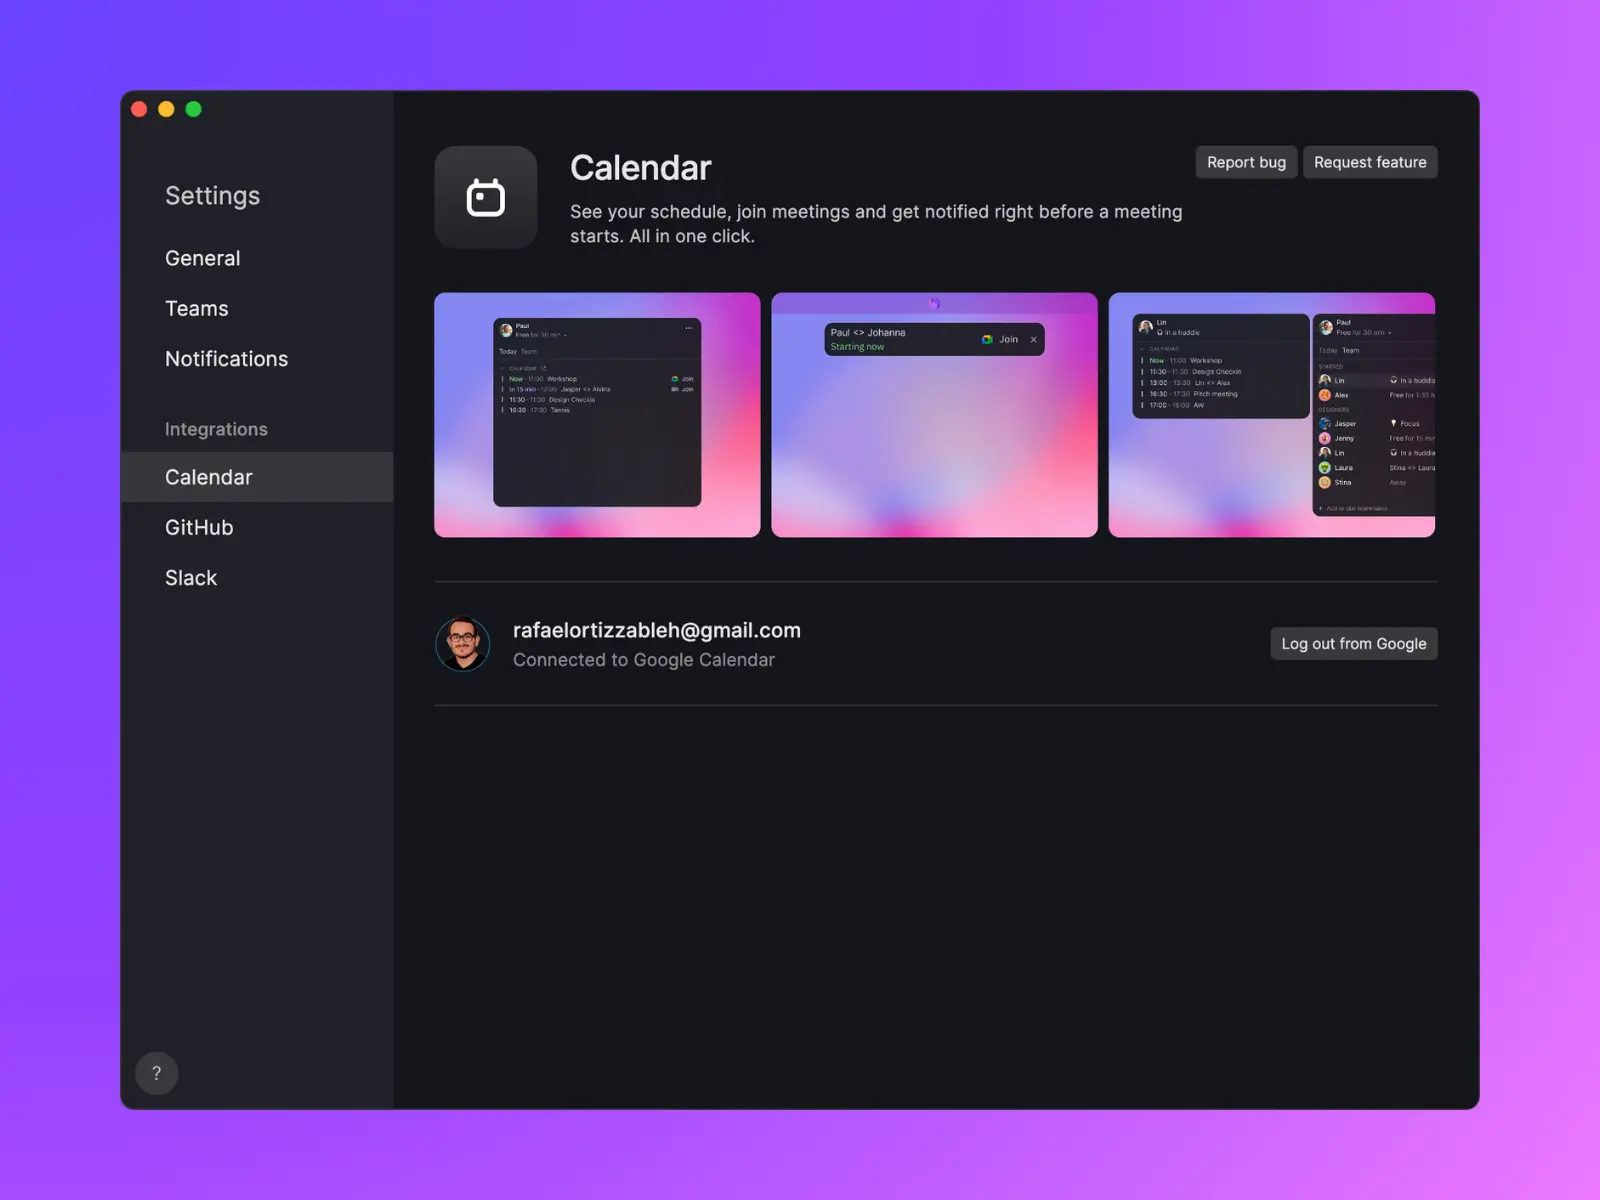 Settings
General
Teams
Notifications
Integrations
Calendar
GitHub
Slack
?
Calendar
See your schedule, join meetings and get notified right before a meeting
starts. All in one click.
Report bug
Request feature
Paul
Free for 30 min
Today Team
CALENDAR
Now - 11:00 Workshop
Join
In 15 min - 12:00 Jasper <> Alvina
Join
11:30 - 11:30 Design Checkin
16:30 - 17:30 Tennis
Paul <> Johanna
Starting now
Join
Lin
In a huddle
CALENDAR
Now - 11:00 Workshop
11:30 - 11:30 Design Checkin
13:00 - 13:30 Lin <> Alex
16:30 - 17:30 Pitch meeting
17:00 - 18:00 AW
Paul
Free for 30 min
Today Team
STARRED
Lin In a huddle
Alex Free for 1:35 h
DESIGNERS
Jasper Focus
Jenny Free for 15 min
Lin In a huddle
Laura Stina <> Laura
Stina Away
+ Add or star teammates
rafaelortizzableh@gmail.com
Connected to Google Calendar
Log out from Google